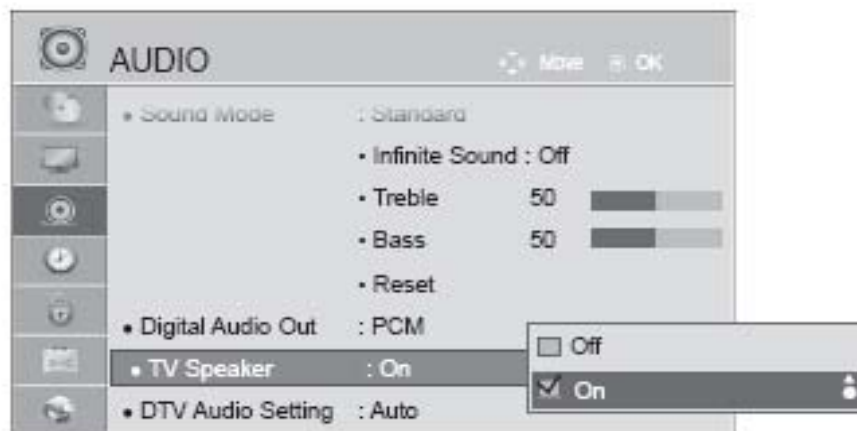 AUDIO
Move OK
• Sound Mode : Standard
• Infinite Sound : Off
• Treble 50
• Bass 50
• Reset
• Digital Audio Out : PCM
• TV Speaker : On
• DTV Audio Setting : Auto
Off
On